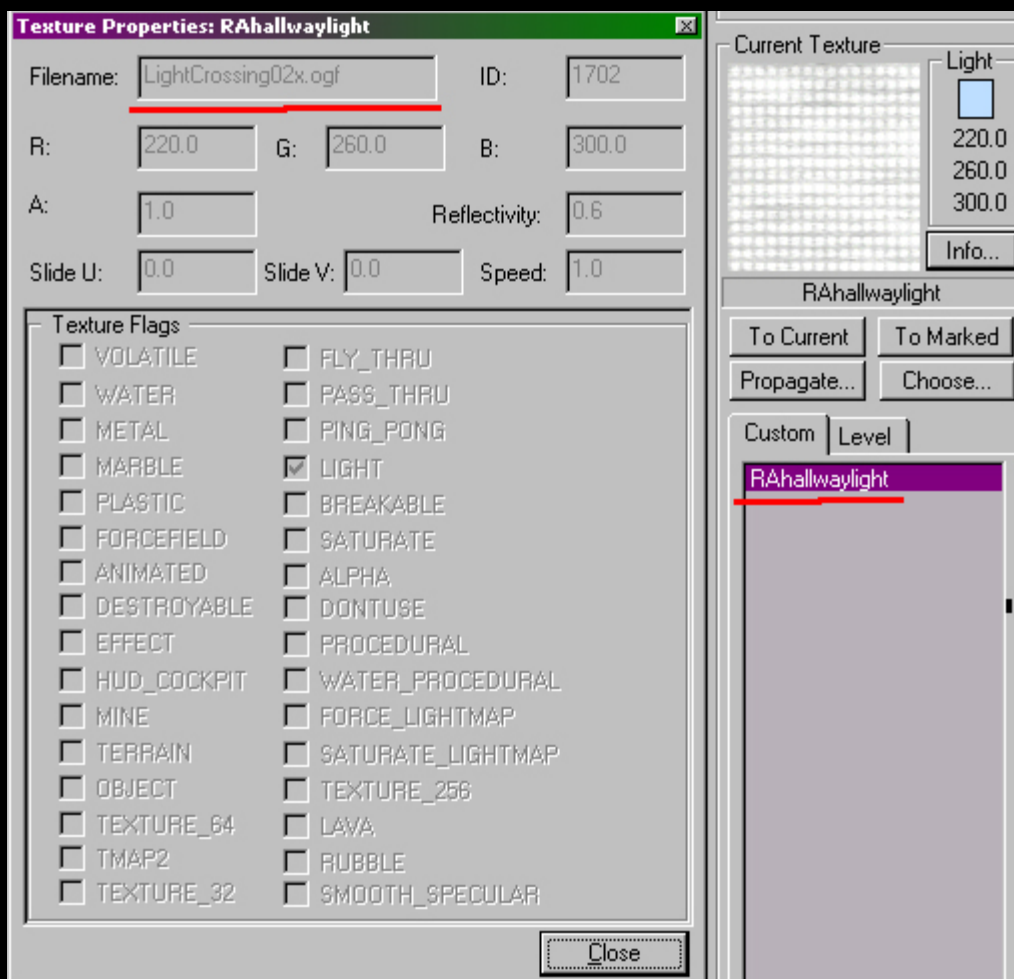 Texture Properties: RAhallwaylight
Filename: LightCrossing02x.ogf ID: 1702
R: 220.0 G: 260.0 B: 300.0
A: 1.0 Reflectivity: 0.6
Slide U: 0.0 Slide V: 0.0 Speed: 1.0
Texture Flags
VOLATILE FLY_THRU
WATER PASS_THRU
METAL PING_PONG
MARBLE LIGHT
PLASTIC BREAKABLE
FORCEFIELD SATURATE
ANIMATED ALPHA
DESTROYABLE DONTUSE
EFFECT PROCEDURAL
HUD_COCKPIT WATER_PROCEDURAL
MINE FORCE_LIGHTMAP
TERRAIN SATURATE_LIGHTMAP
OBJECT TEXTURE_256
TEXTURE_64 LAVA
TMAP2 RUBBLE
TEXTURE_32 SMOOTH_SPECULAR
Close
Current Texture
Light
220.0
260.0
300.0
Info...
RAhallwaylight
To Current To Marked
Propagate... Choose...
Custom Level
RAhallwaylight